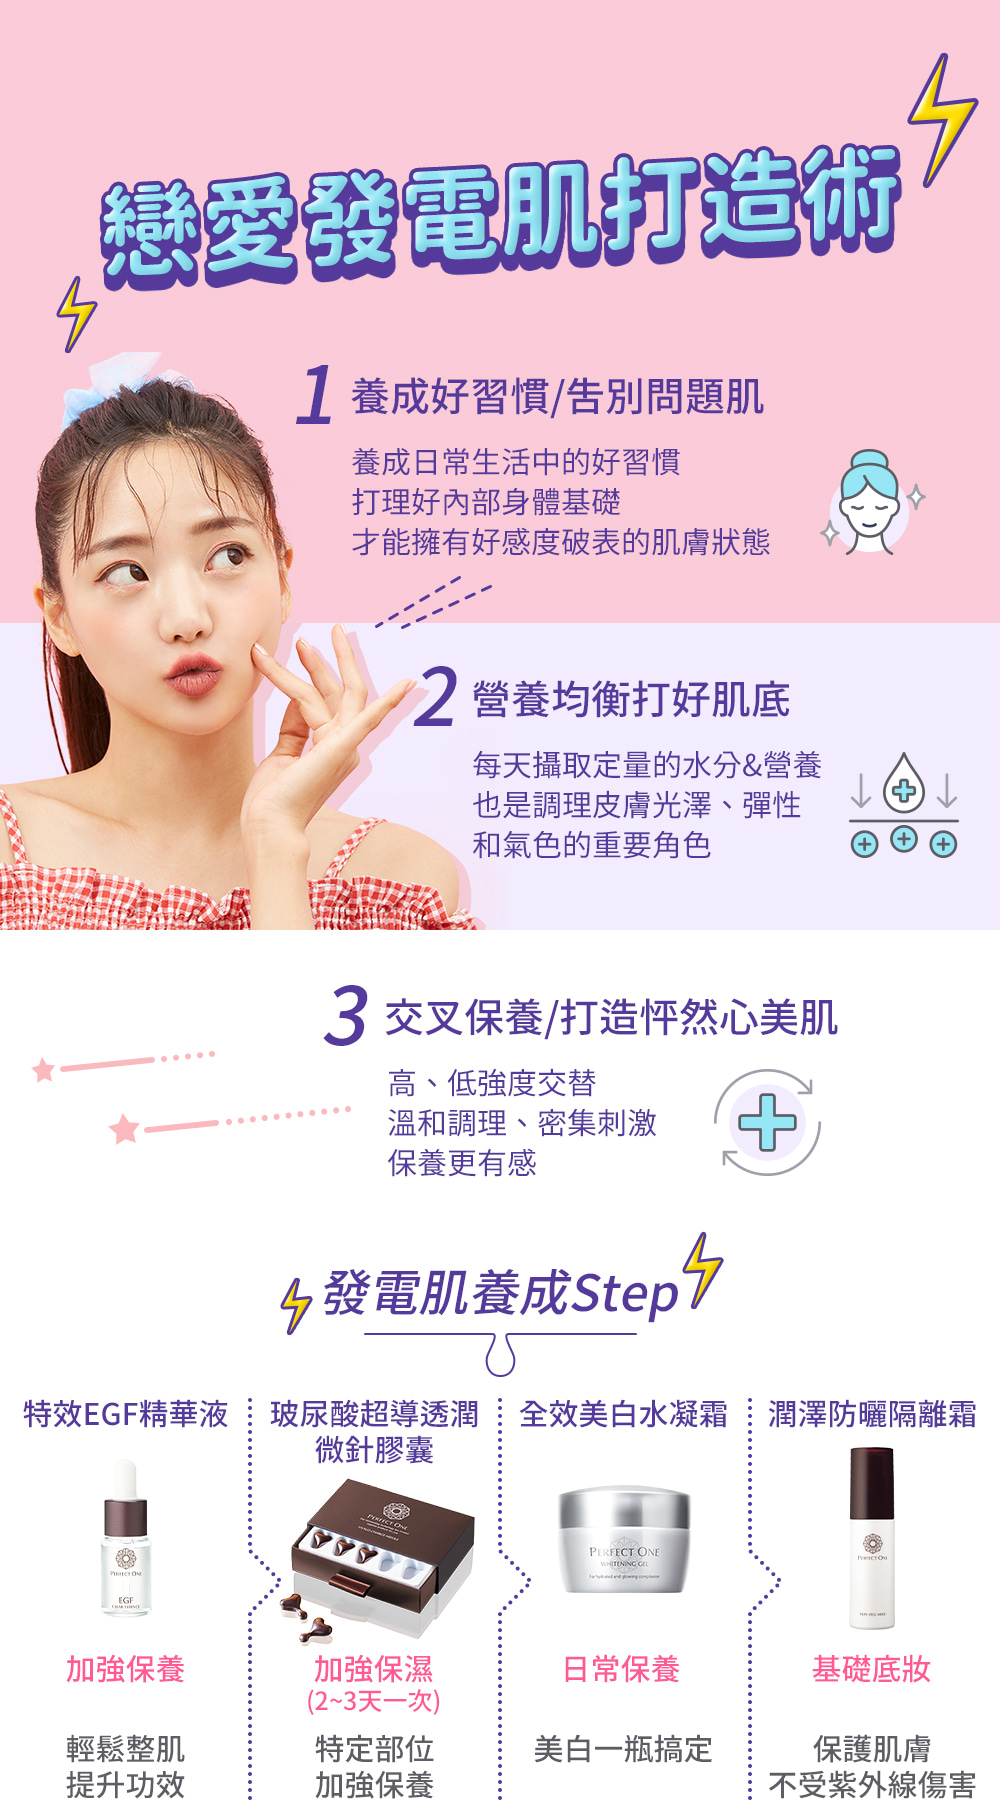 戀愛發電肌打造術
1 養成好習慣/告別問題肌
養成日常生活中的好習慣
打理好內部身體基礎
才能擁有好感度破表的肌膚狀態
2 營養均衡打好肌底
每天攝取定量的水分&營養
也是調理皮膚光澤、彈性
和氣色的重要角色
3 交叉保養/打造怦然心美肌
高、低強度交替
溫和調理、密集刺激
保養更有感
發電肌養成Step
特效EGF精華液
PERFECT ONE
EGF
加強保養
輕鬆整肌
提升功效
玻尿酸超導透潤
微針膠囊
PERFECT ONE
加強保濕
(2~3天一次)
特定部位
加強保養
全效美白水凝霜
PERFECT ONE
WHITENING GEL
For hydrated and glowing complexion
日常保養
美白一瓶搞定
潤澤防曬隔離霜
PERFECT ONE
基礎底妝
保護肌膚
不受紫外線傷害